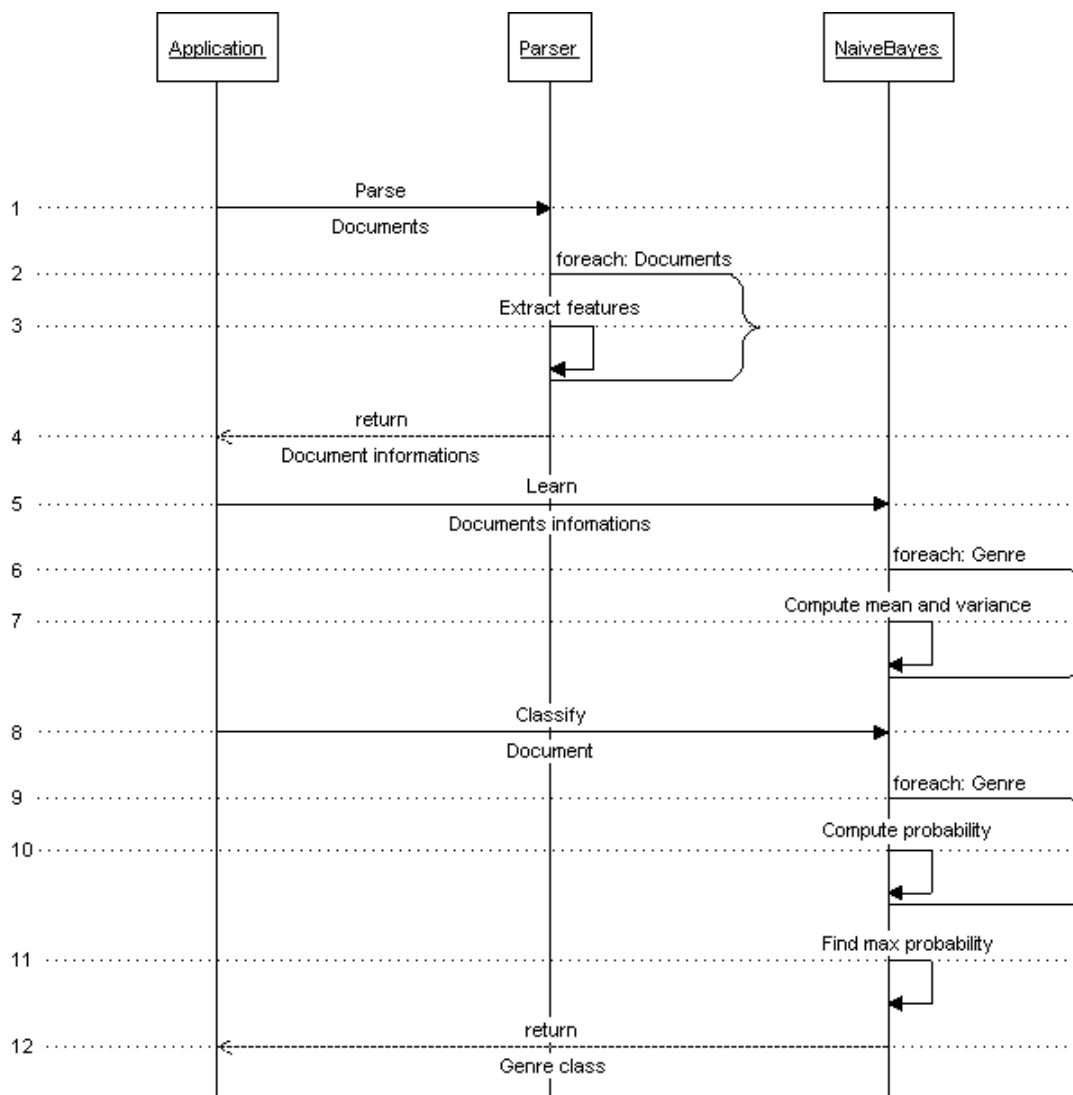 Application
Parser
NaiveBayes
Parse
1
Documents
foreach: Documents
2
Extract features
3
return
4
Document informations
Learn
5
Documents infomations
foreach: Genre
6
Compute mean and variance
7
Classify
8
Document
foreach: Genre
9
Compute probability
10
Find max probability
11
return
12
Genre class